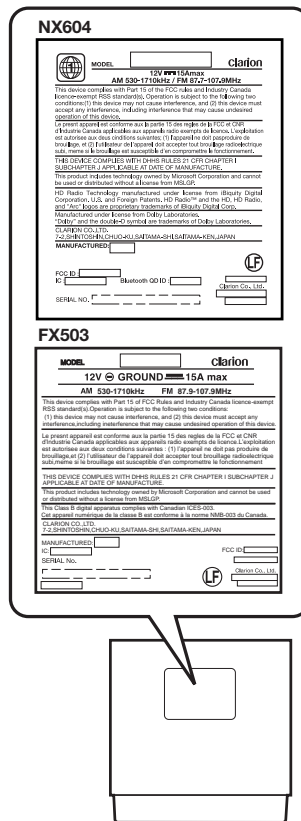 NX604
MODEL Clarion
12V 15Amax
AM 530-1710kHz / FM 87.7-107.9MHz
This device complies with Part 15 of the FCC rules and Industry Canada
licence-exempt RSS standard(s). Operation is subject to the following two
conditions:(1) this device may not cause interference, and (2) this device must
accept any interference, including interference that may cause undesired
operation of this device.
Le present appareil est conforme aux la partie 15 des regles de la FCC et CNR
d'Industrie Canada applicables aux appareils radio exempts de licence. L'exploitation
est autorisee aux deux cinditions suivantes; (1) l'appareil ne doit pasproduire de
brouillage, et (2) l'utilisateur de l'appareil doit accepter tout brouillage radioelectrique
subi, meme si le brouillage est susceptible d'en compromettre le fonctionnement.
THIS DEVICE COMPLIES WITH DHHS RULES 21 CFR CHAPTER I
SUBCHAPTER J APPLICABLE AT DATE OF MANUFACTURE.
This product includes technology owned by Microsoft Corporation and cannot
be used or distributed without a license from MSLGP.
HD Radio Technology manufactured under license from iBiquity Digital
Corporation. U.S. and Foreign Patents. HD Radio™ and the HD, HD Radio,
and "Arc" logos are proprietary trademarks of iBiquity Digital Corp.
Manufactured under license from Dolby Laboratories.
"Dolby" and the double-D symbol are trademarks of Dolby Laboratories.
CLARION CO.,LTD.
7-2,SHINTOSHIN,CHUO-KU,SAITAMA-SHI,SAITAMA-KEN,JAPAN
MANUFACTURED:
LF
FCC ID :
IC : Bluetooth QD ID :
Clarion Co., Ltd.
SERIAL NO.
FX503
MODEL Clarion
12V ⊖ GROUND 15A max
AM 530-1710kHz FM 87.9-107.9MHz
This device complies with Part 15 of FCC Rules and Industry Canada licence-exempt
RSS standard(s).Operation is subject to the following two conditions:
(1) this device may not cause interference, and (2) this device must accept any
interference,including ineterference that may cause undesired operation of this device.
Le present appareil est conforme aux la partie 15 des regles de la FCC et CNR
d'Industrie Canada applicables aux appareils radio exempts de licence. L'exploitation
est autorisee aux deux conditions suivantes : (1) l'appareil ne doit pas produire de
brouillage,et (2) l'utilisateur de l'appareil doit accepter tout brouillage radioelectrique
subi,meme si le brouillage est susceptible d'en compromettre le fonctionnement
THIS DEVICE COMPLIES WITH DHHS RULES 21 CFR CHAPTER I SUBCHAPTER J
APPLICABLE AT DATE OF MANUFACTURE.
This product includes technology owned by Microsoft Corporation and cannot be used
or distributed without a license from MSLGP.
This Class B digital apparatus complies with Canadian ICES-003.
Cet appareil numérique de la classe B est conforme à la norme NMB-003 du Canada.
CLARION CO.,LTD.
7-2,SHINTOSHIN,CHUO-KU,SAITAMA-SHI,SAITAMA-KEN,JAPAN
MANUFACTURED:
IC: FCC ID:
SERIAL No.
LF
Clarion Co., Ltd.